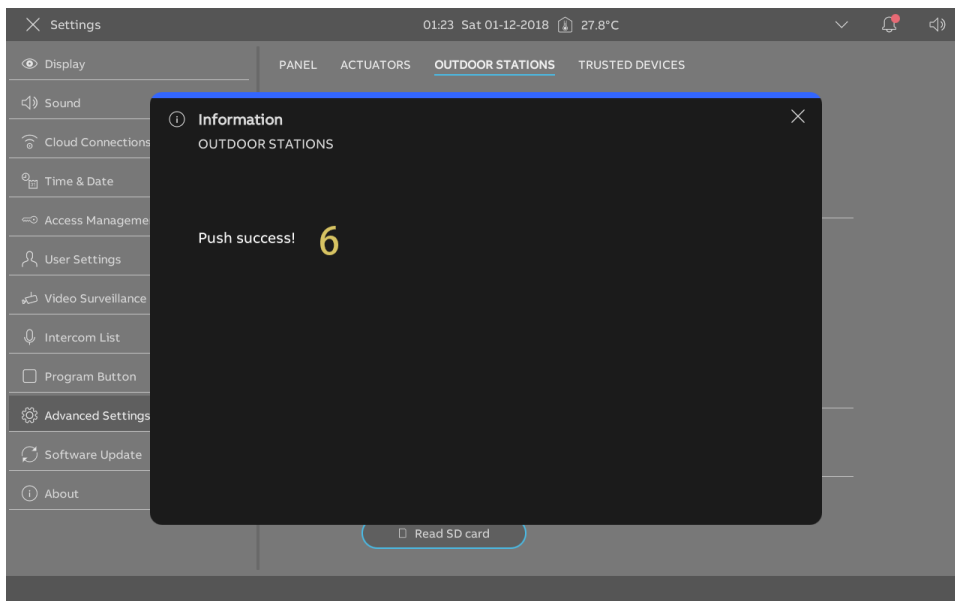 Settings
01:23 Sat 01-12-2018 27.8°C
Display
PANEL ACTUATORS OUTDOOR STATIONS TRUSTED DEVICES
Sound
Information
OUTDOOR STATIONS
Cloud Connections
Time & Date
Access Manageme
Push success! 6
User Settings
Video Surveillance
Intercom List
Program Button
Advanced Settings
Software Update
About
Read SD card